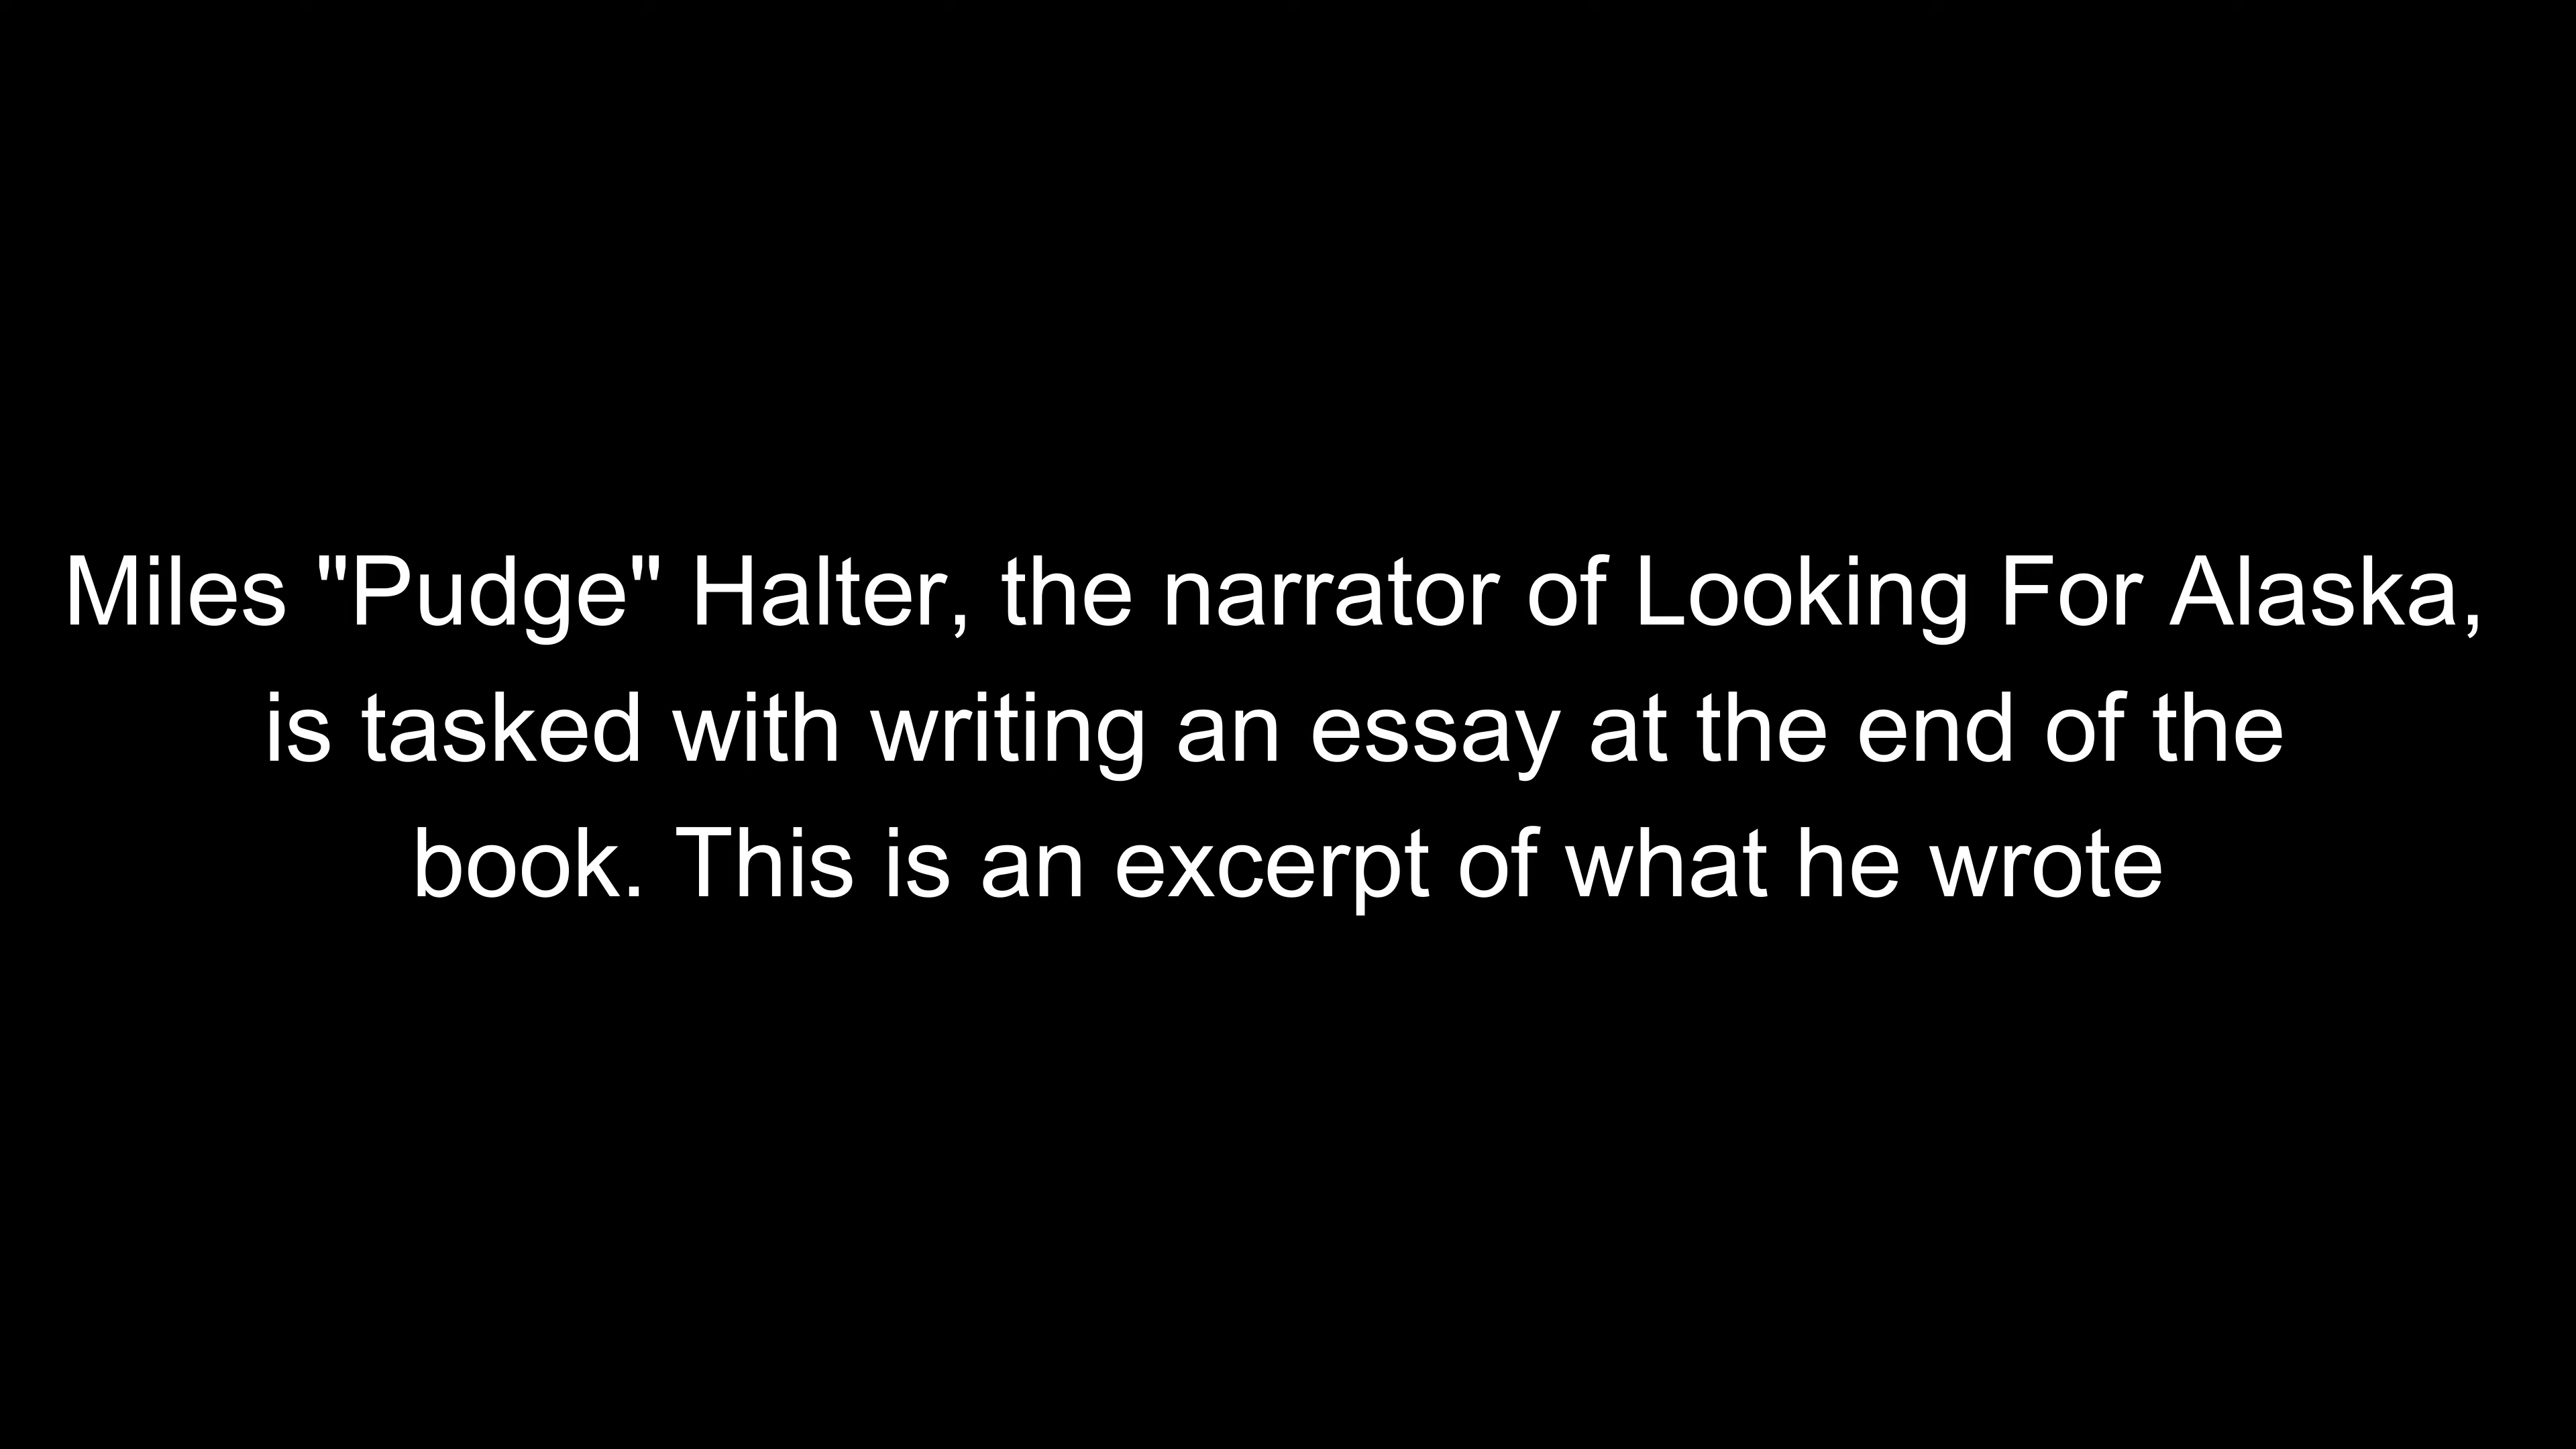 Miles "Pudge" Halter, the narrator of Looking For Alaska,
is tasked with writing an essay at the end of the
book. This is an excerpt of what he wrote